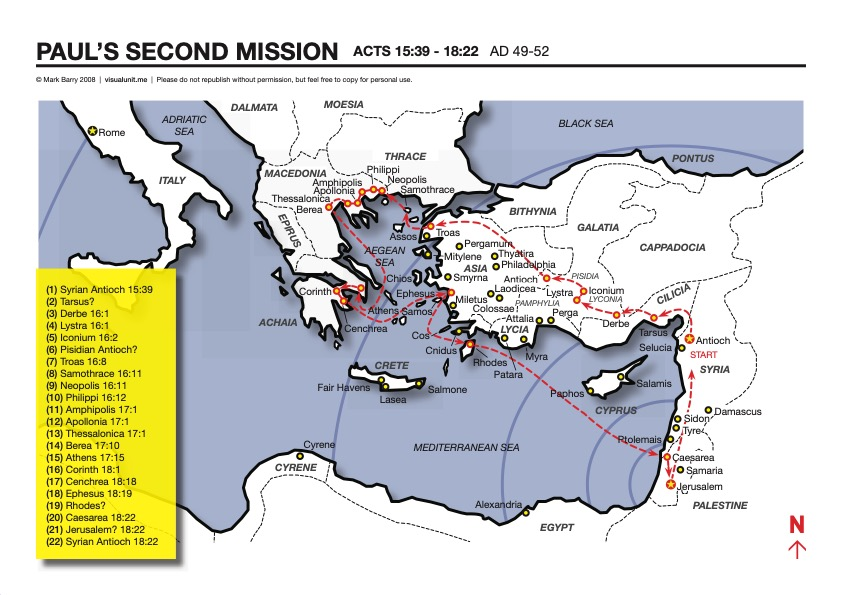 PAUL'S SECOND MISSION ACTS 15:39 - 18:22 AD 49-52
© Mark Barry 2008 | visualunit.me | Please do not republish without permission, but feel free to copy for personal use.
DALMATA
MOESIA
ADRIATIC
SEA
BLACK SEA
Rome
THRACE
PONTUS
ITALY
MACEDONIA
Philippi
Amphipolis
Neapolis
Apollonia
Samothrace
Thessalonica
Berea
BITHYNIA
GALATIA
EPIRUS
Assos
Troas
CAPPADOCIA
AEGEAN
SEA
Pergamum
Mitylene
Thyatira
ASIA
Philadelphia
Chios
Smyrna
Antioch
PISIDIA
Corinth
Ephesus
Laodicea
Lystra
Iconium
LYCONIA
CILICIA
Miletus
Colossae
PAMPHYLIA
Athens
Samos
Attalia
Perga
Derbe
ACHAIA
Cenchrea
LYCIA
Tarsus
Cos
Antioch
START
Cnidus
Myra
Selucia
Rhodes
SYRIA
CRETE
Patara
Fair Havens
Salmone
Lasea
Paphos
Salamis
CYPRUS
Damascus
Sidon
Tyre
Ptolemais
Cyrene
MEDITERRANEAN SEA
CYRENE
Caesarea
Samaria
Jerusalem
Alexandria
PALESTINE
EGYPT
N
(1) Syrian Antioch 15:39
(2) Tarsus?
(3) Derbe 16:1
(4) Lystra 16:1
(5) Iconium 16:2
(6) Pisidian Antioch?
(7) Troas 16:8
(8) Samothrace 16:11
(9) Neapolis 16:11
(10) Philippi 16:12
(11) Amphipolis 17:1
(12) Apollonia 17:1
(13) Thessalonica 17:1
(14) Berea 17:10
(15) Athens 17:15
(16) Corinth 18:1
(17) Cenchrea 18:18
(18) Ephesus 18:19
(19) Rhodes?
(20) Caesarea 18:22
(21) Jerusalem? 18:22
(22) Syrian Antioch 18:22